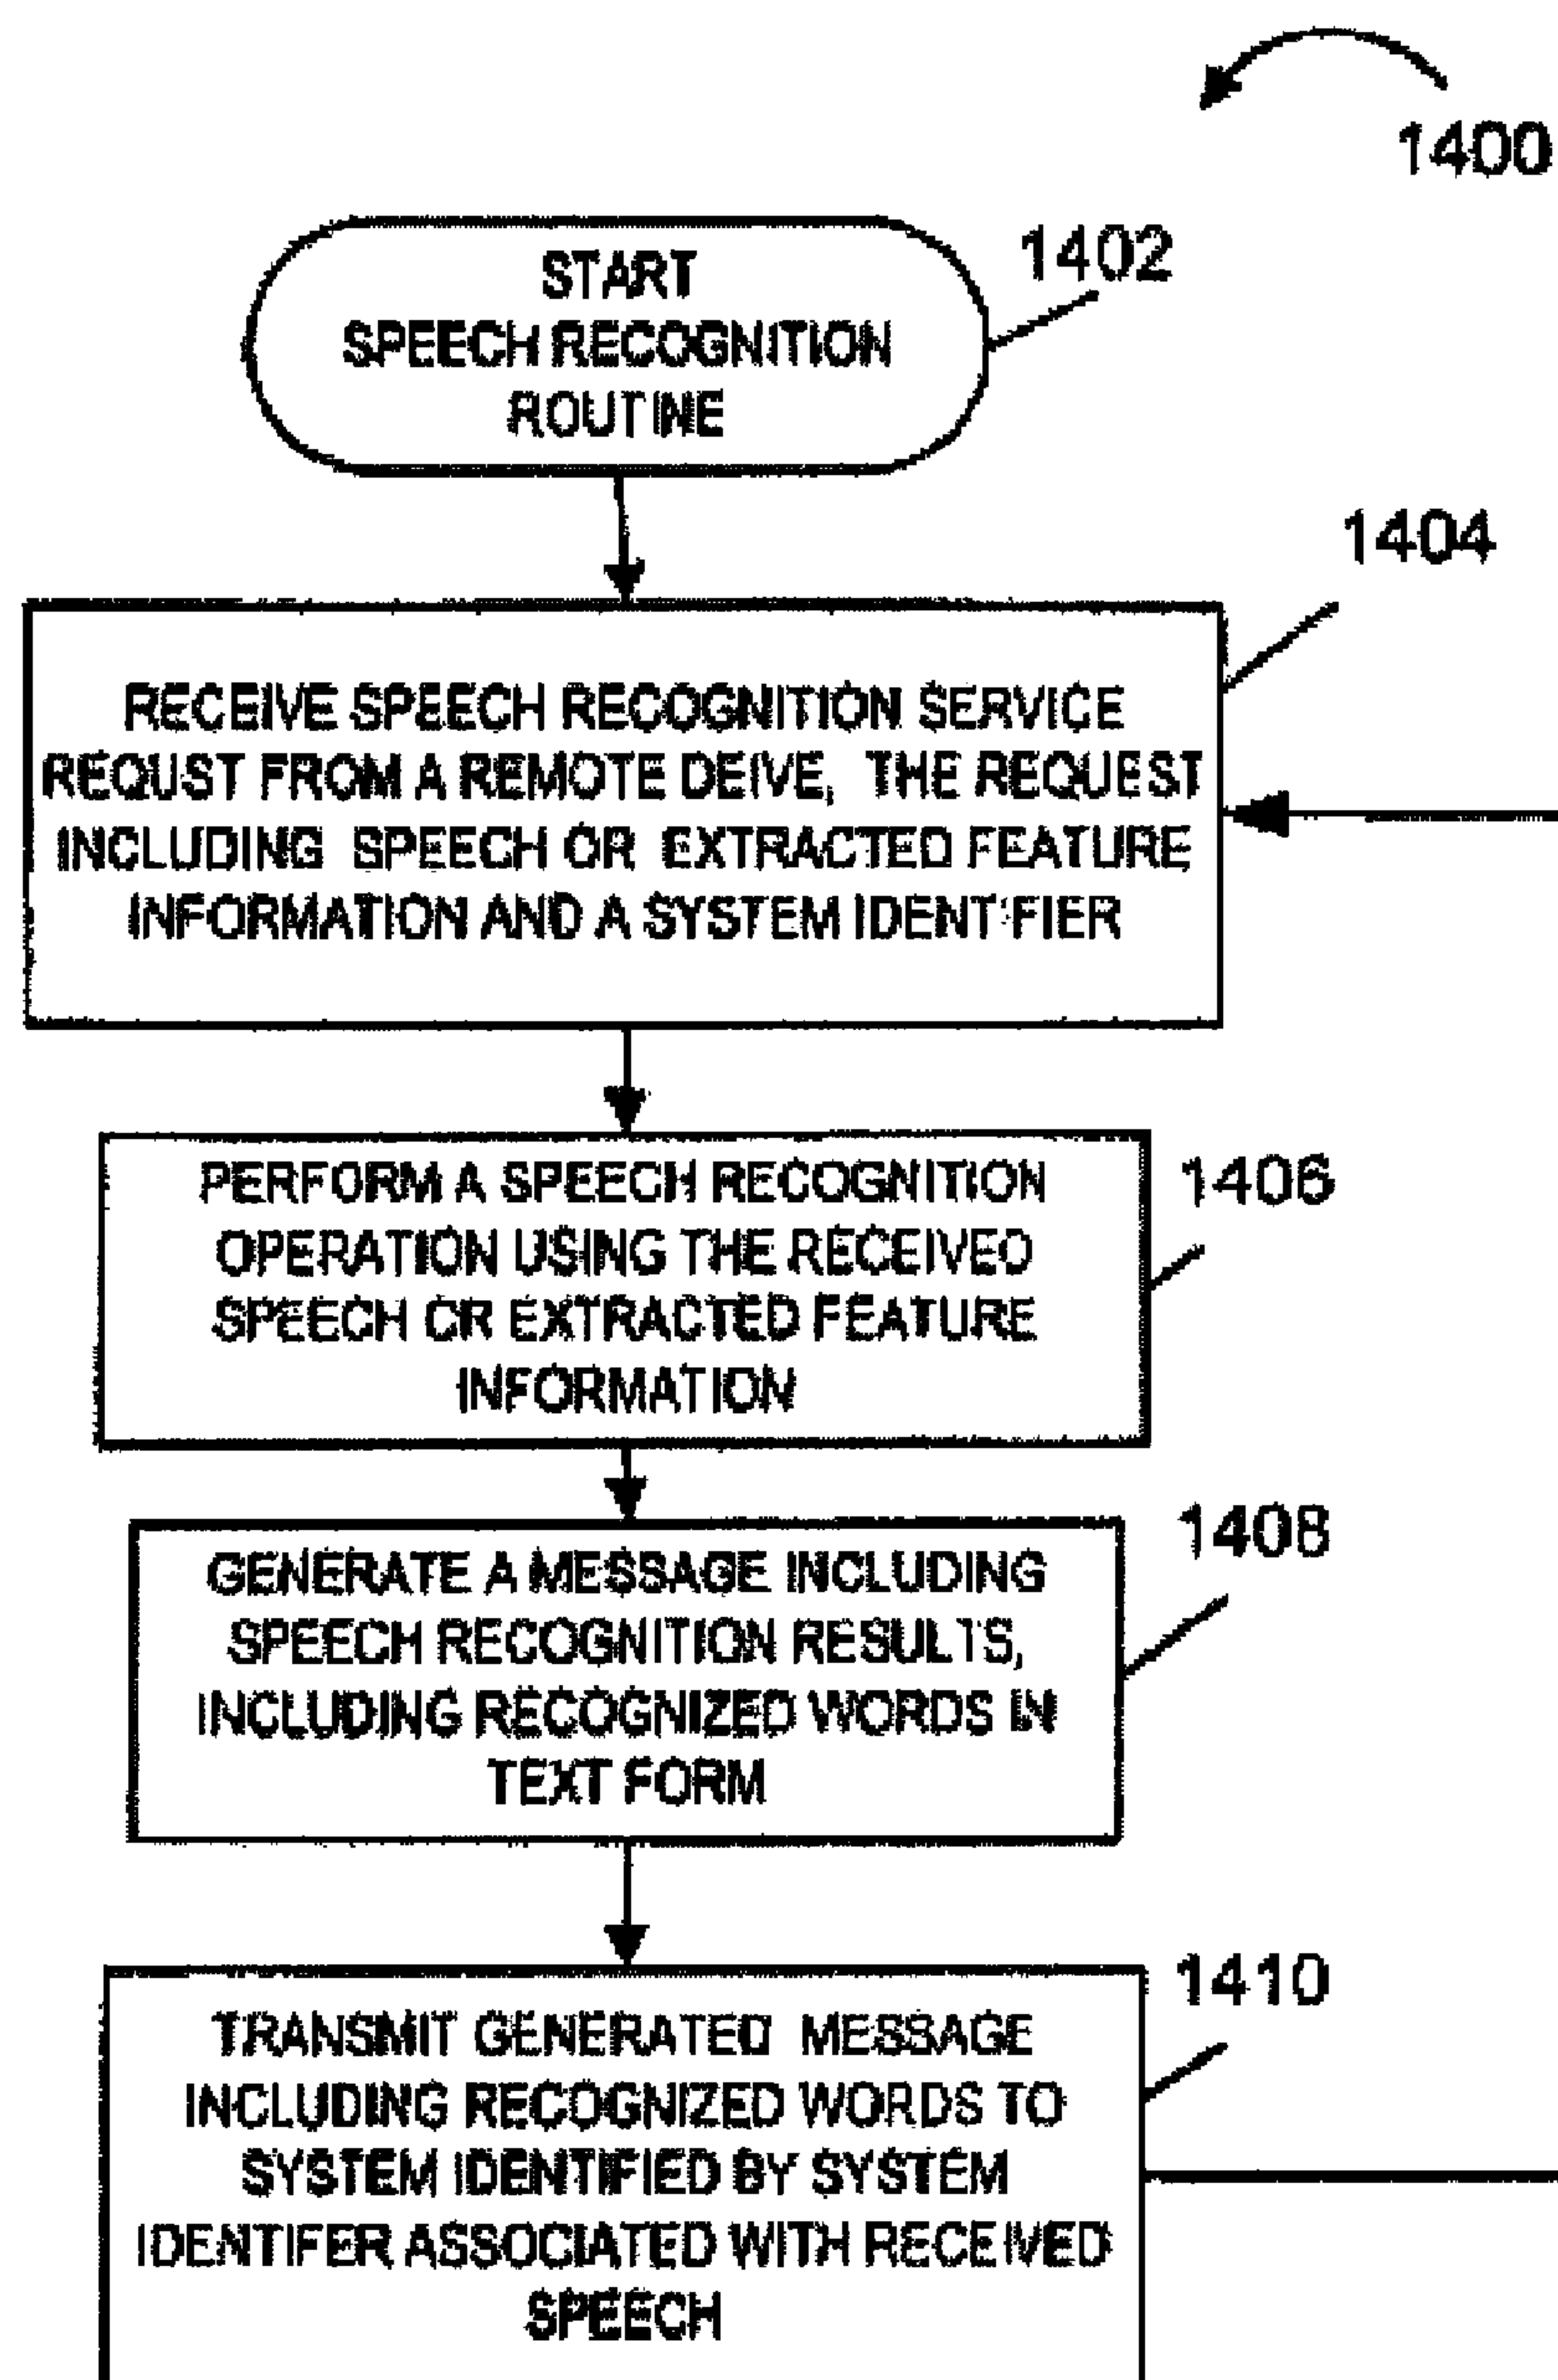 1400
START
SPEECH RECOGNITION
ROUTINE
1402
1404
RECEIVE SPEECH RECOGNITION SERVICE
REQUST FROM A REMOTE DEIVE, THE REQUEST
INCLUDING SPEECH OR EXTRACTED FEATURE
INFORMATION AND A SYSTEM IDENTIFIER
1406
PERFORM A SPEECH RECOGNITION
OPERATION USING THE RECEIVED
SPEECH OR EXTRACTED FEATURE
INFORMATION
1408
GENERATE A MESSAGE INCLUDING
SPEECH RECOGNITION RESULTS,
INCLUDING RECOGNIZED WORDS IN
TEXT FORM
1410
TRANSMIT GENERATED MESSAGE
INCLUDING RECOGNIZED WORDS TO
SYSTEM IDENTIFIED BY SYSTEM
IDENTIFER ASSOCIATED WITH RECEIVED
SPEECH